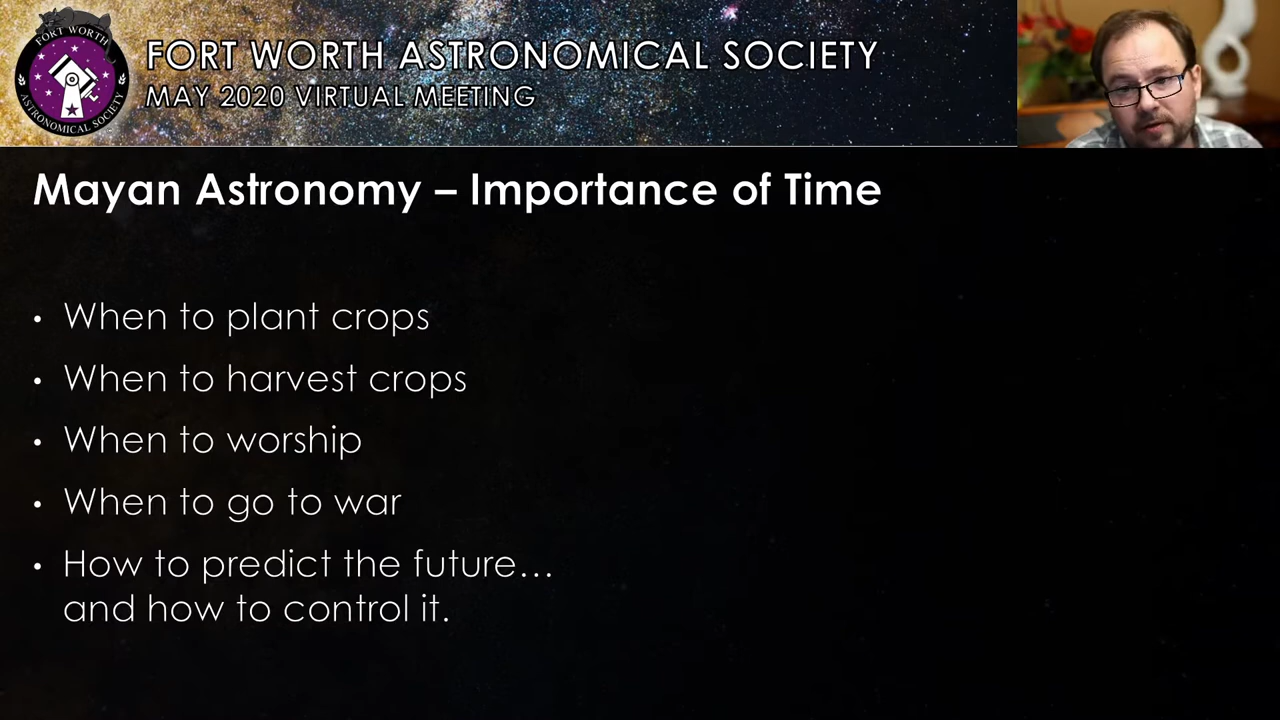 FORT WORTH
ASTRONOMICAL SOCIETY
FORT WORTH ASTRONOMICAL SOCIETY
MAY 2020 VIRTUAL MEETING
Mayan Astronomy – Importance of Time
• When to plant crops
• When to harvest crops
• When to worship
• When to go to war
• How to predict the future...
and how to control it.